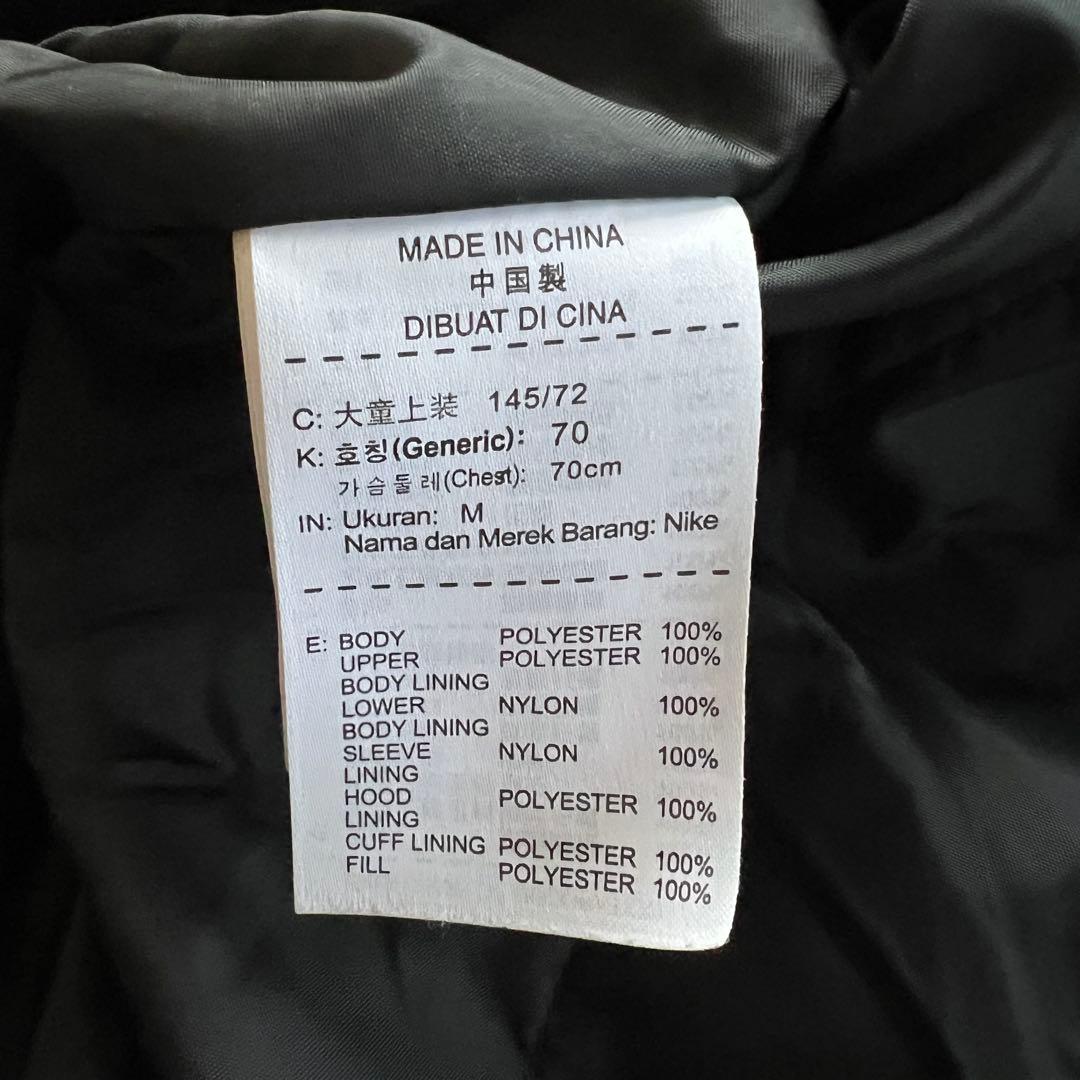 MADE IN CHINA
中国製
DIBUAT DI CINA
C: 大童上装 145/72
K: 호칭(Generic): 70
가슴둘레(Chest): 70cm
IN: Ukuran: M
Nama dan Merek Barang: Nike
E: BODY POLYESTER 100%
UPPER POLYESTER 100%
BODY LINING
LOWER NYLON 100%
BODY LINING
SLEEVE NYLON 100%
LINING
HOOD POLYESTER 100%
LINING
CUFF LINING POLYESTER 100%
FILL POLYESTER 100%